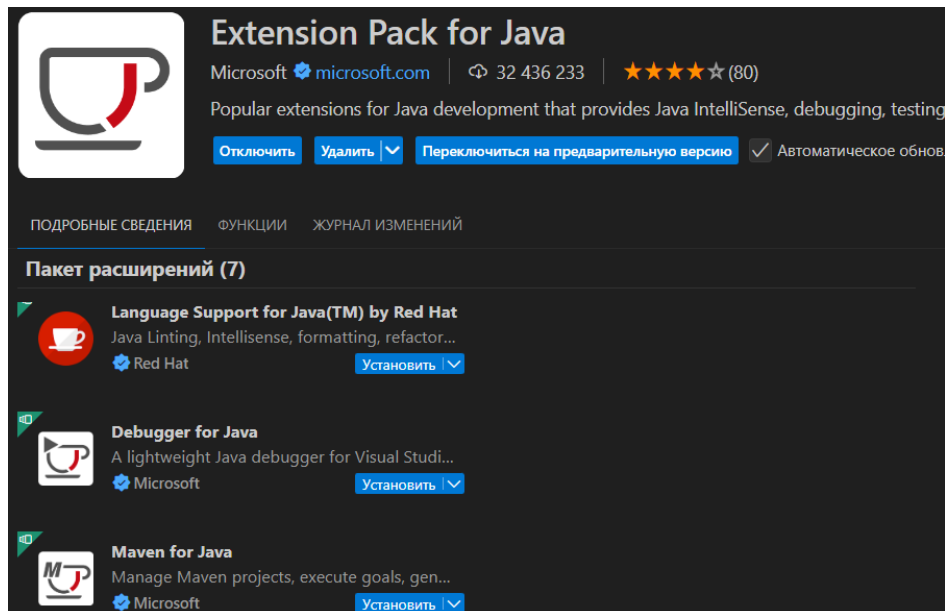 Extension Pack for Java
Microsoft microsoft.com 32 436 233 (80)
Popular extensions for Java development that provides Java IntelliSense, debugging, testing
Отключить Удалить Переключиться на предварительную версию Автоматическое обнов
ПОДРОБНЫЕ СВЕДЕНИЯ ФУНКЦИИ ЖУРНАЛ ИЗМЕНЕНИЙ
Пакет расширений (7)
Language Support for Java(TM) by Red Hat
Java Linting, Intellisense, formatting, refactor...
Red Hat Установить
Debugger for Java
A lightweight Java debugger for Visual Studi...
Microsoft Установить
Maven for Java
Manage Maven projects, execute goals, gen...
Microsoft Установить